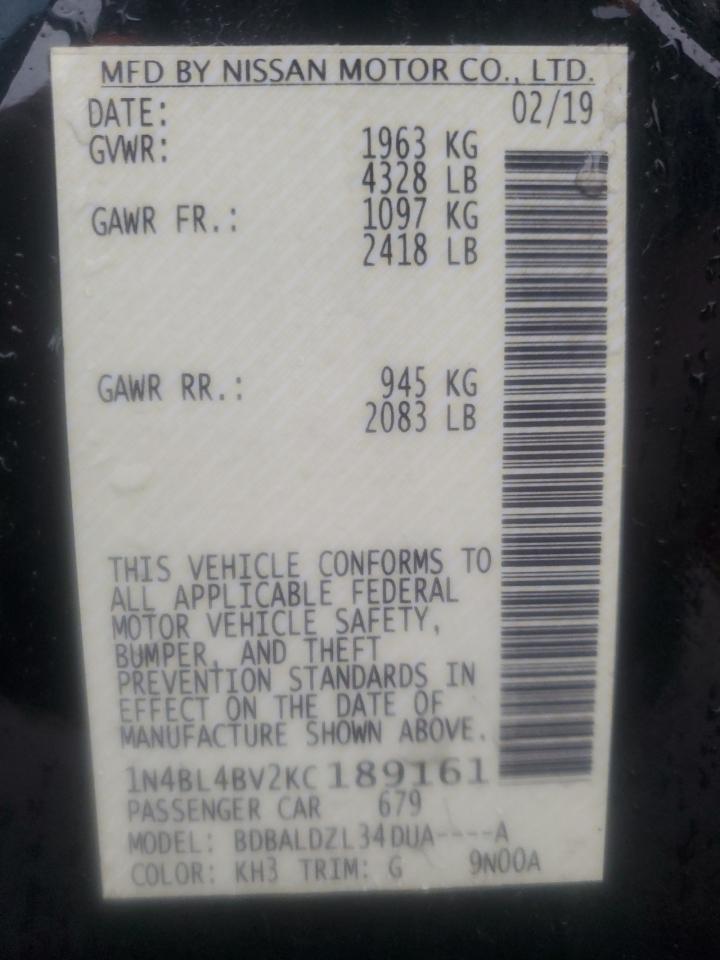 MFD BY NISSAN MOTOR CO., LTD.
DATE: 02/19
GVWR: 1963 KG
4328 LB
GAWR FR.: 1097 KG
2418 LB
GAWR RR.: 945 KG
2083 LB
THIS VEHICLE CONFORMS TO
ALL APPLICABLE FEDERAL
MOTOR VEHICLE SAFETY,
BUMPER, AND THEFT
PREVENTION STANDARDS IN
EFFECT ON THE DATE OF
MANUFACTURE SHOWN ABOVE.
1N4BL4BV2KC189161
PASSENGER CAR 679
MODEL: BDBALDZL34DUA----A
COLOR: KH3 TRIM: G 9N00A